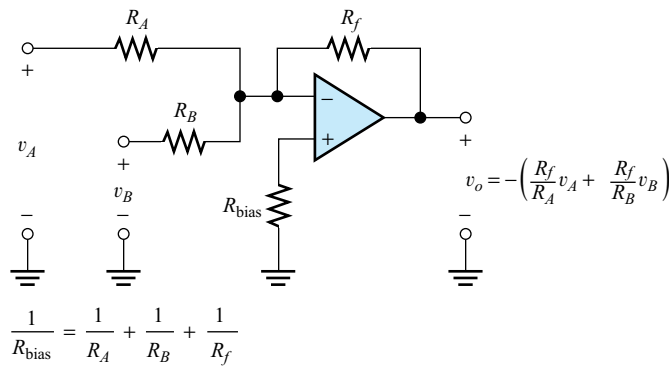 R_A
R_f
+
−
R_B
+
+
+
v_A
v_B
R_bias
v_o = −(R_f/R_A v_A + R_f/R_B v_B)
−
−
−
1/R_bias = 1/R_A + 1/R_B + 1/R_f